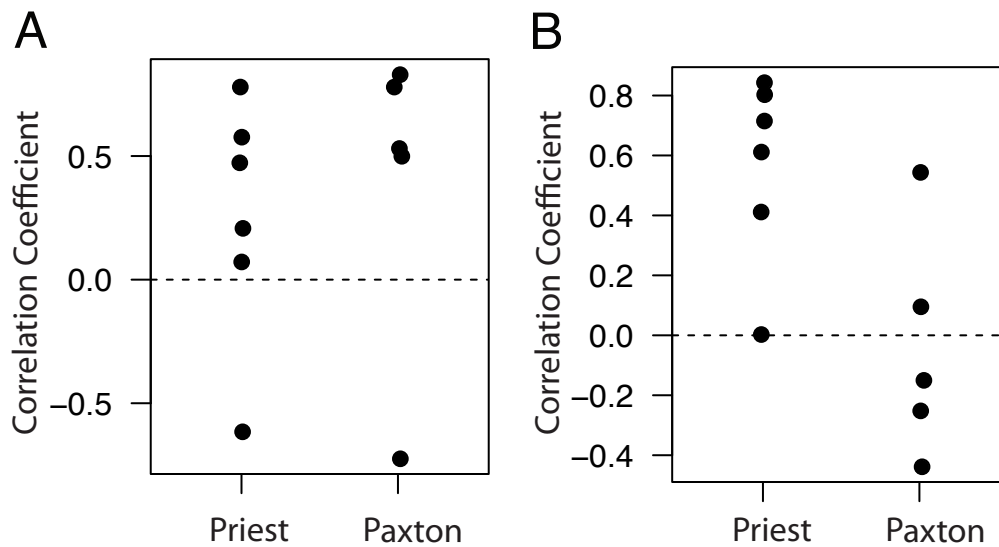 A
Correlation Coefficient
0.5
0.0
−0.5
Priest
Paxton
B
Correlation Coefficient
0.8
0.6
0.4
0.2
0.0
−0.2
−0.4
Priest
Paxton